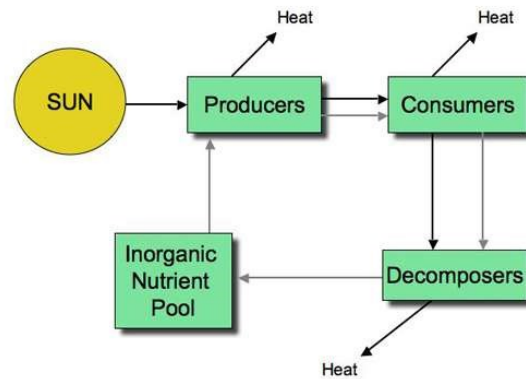 Heat
Heat
SUN
Producers
Consumers
Inorganic
Nutrient
Pool
Decomposers
Heat